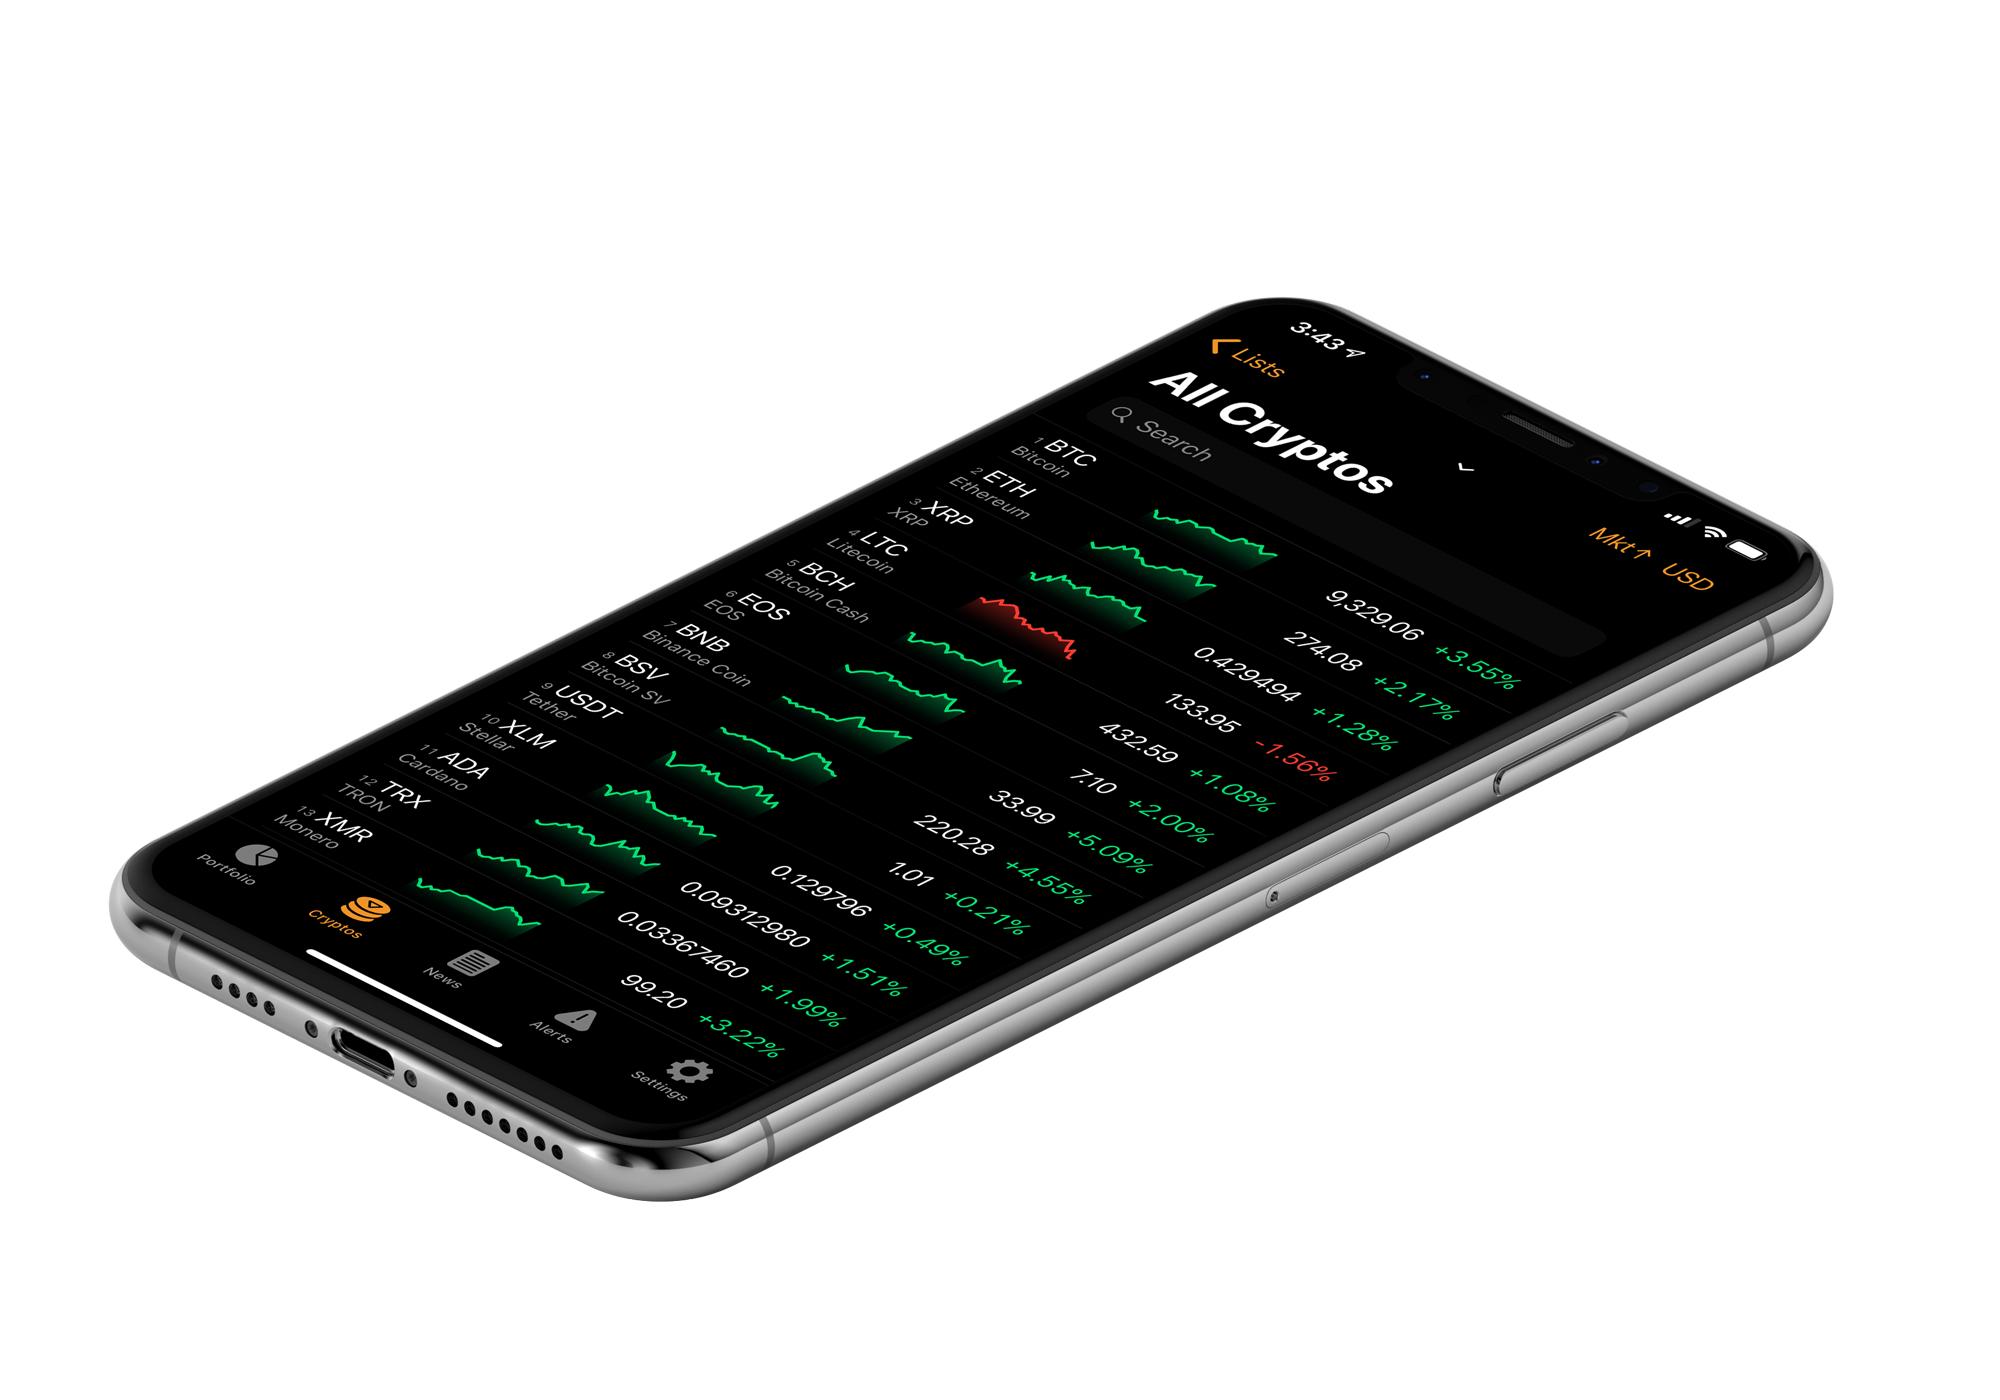 3:43
Lists
Mkt↑ USD
All Cryptos
Search
1 BTC 9,329.06 +3.55%
Bitcoin
2 ETH 274.08 +2.17%
Ethereum
3 XRP 0.429494 +1.28%
XRP
4 LTC 133.95 -1.56%
Litecoin
5 BCH 432.59 +1.08%
Bitcoin Cash
6 EOS 7.10 +2.00%
EOS
7 BNB 33.99 +5.09%
Binance Coin
8 BSV 220.28 +4.55%
Bitcoin SV
9 USDT 1.01 +0.21%
Tether
10 XLM 0.129796 +0.49%
Stellar
11 ADA 0.09312980 +1.51%
Cardano
12 TRX 0.03367460 +1.99%
TRON
13 XMR 99.20 +3.22%
Monero
Portfolio
Cryptos
News
Alerts
Settings